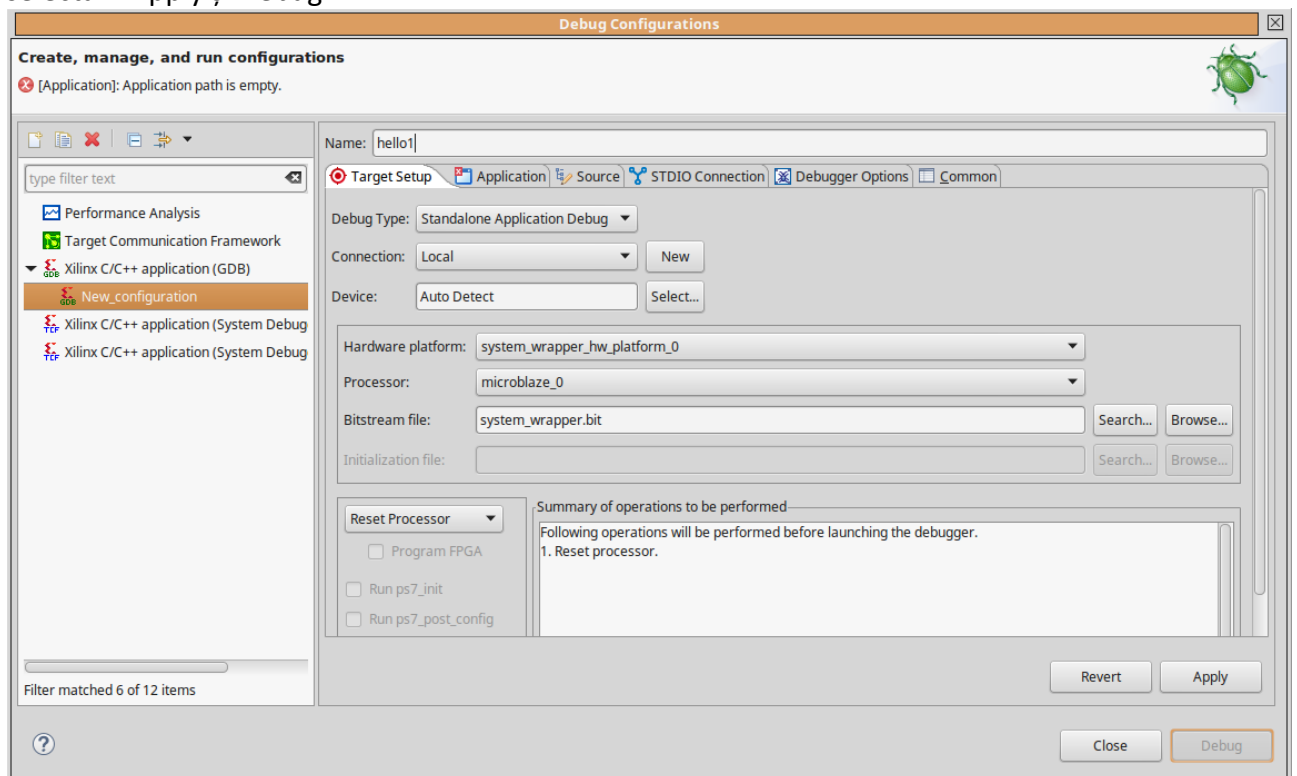 Debug Configurations
Create, manage, and run configurations
[Application]: Application path is empty.
type filter text
Performance Analysis
Target Communication Framework
Xilinx C/C++ application (GDB)
New_configuration
Xilinx C/C++ application (System Debug
Xilinx C/C++ application (System Debug
Filter matched 6 of 12 items
Name: hello1
Target Setup Application Source STDIO Connection Debugger Options Common
Debug Type: Standalone Application Debug
Connection: Local New
Device: Auto Detect Select...
Hardware platform: system_wrapper_hw_platform_0
Processor: microblaze_0
Bitstream file: system_wrapper.bit Search... Browse...
Initialization file: Search... Browse...
Reset Processor
Program FPGA
Run ps7_init
Run ps7_post_config
Summary of operations to be performed
Following operations will be performed before launching the debugger.
1. Reset processor.
Revert Apply
Close Debug